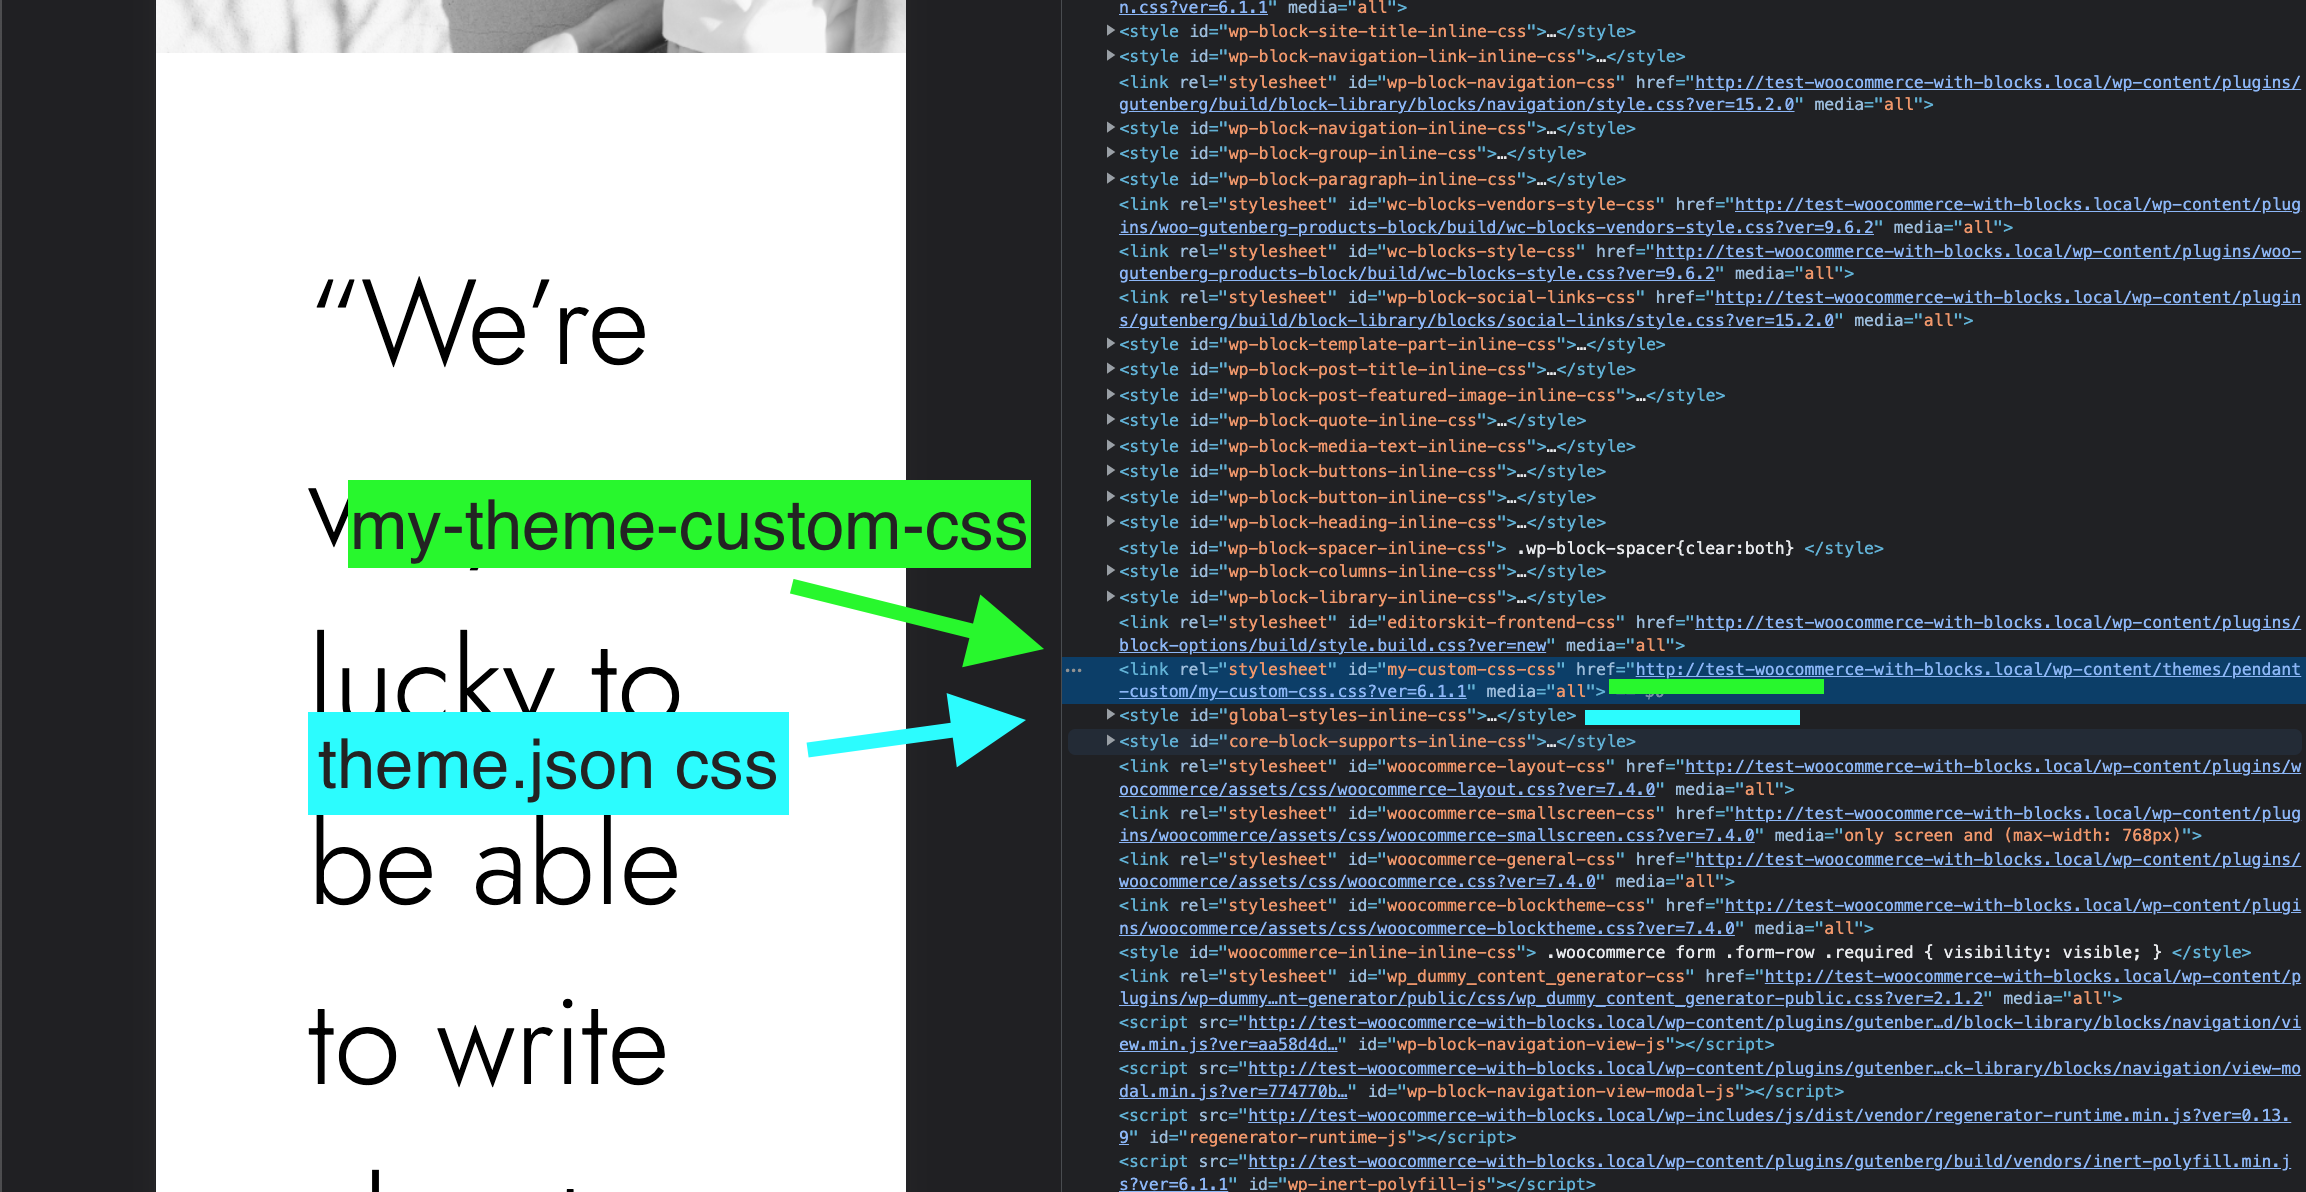 “We’re
my-theme-custom-css
lucky to
theme.json css
be able
to write
n.css?ver=6.1.1" media="all">
<style id="wp-block-site-title-inline-css">…</style>
<style id="wp-block-navigation-link-inline-css">…</style>
<link rel="stylesheet" id="wp-block-navigation-css" href="http://test-woocommerce-with-blocks.local/wp-content/plugins/
gutenberg/build/block-library/blocks/navigation/style.css?ver=15.2.0" media="all">
<style id="wp-block-navigation-inline-css">…</style>
<style id="wp-block-group-inline-css">…</style>
<style id="wp-block-paragraph-inline-css">…</style>
<link rel="stylesheet" id="wc-blocks-vendors-style-css" href="http://test-woocommerce-with-blocks.local/wp-content/plug
ins/woo-gutenberg-products-block/build/wc-blocks-vendors-style.css?ver=9.6.2" media="all">
<link rel="stylesheet" id="wc-blocks-style-css" href="http://test-woocommerce-with-blocks.local/wp-content/plugins/woo-
gutenberg-products-block/build/wc-blocks-style.css?ver=9.6.2" media="all">
<link rel="stylesheet" id="wp-block-social-links-css" href="http://test-woocommerce-with-blocks.local/wp-content/plugin
s/gutenberg/build/block-library/blocks/social-links/style.css?ver=15.2.0" media="all">
<style id="wp-block-template-part-inline-css">…</style>
<style id="wp-block-post-title-inline-css">…</style>
<style id="wp-block-post-featured-image-inline-css">…</style>
<style id="wp-block-quote-inline-css">…</style>
<style id="wp-block-media-text-inline-css">…</style>
<style id="wp-block-buttons-inline-css">…</style>
<style id="wp-block-button-inline-css">…</style>
<style id="wp-block-heading-inline-css">…</style>
<style id="wp-block-spacer-inline-css"> .wp-block-spacer{clear:both} </style>
<style id="wp-block-columns-inline-css">…</style>
<style id="wp-block-library-inline-css">…</style>
<link rel="stylesheet" id="editorskit-frontend-css" href="http://test-woocommerce-with-blocks.local/wp-content/plugins/
block-options/build/style.build.css?ver=new" media="all">
<link rel="stylesheet" id="my-custom-css-css" href="http://test-woocommerce-with-blocks.local/wp-content/themes/pendant
-custom/my-custom-css.css?ver=6.1.1" media="all">
<style id="global-styles-inline-css">…</style>
<style id="core-block-supports-inline-css">…</style>
<link rel="stylesheet" id="woocommerce-layout-css" href="http://test-woocommerce-with-blocks.local/wp-content/plugins/w
oocommerce/assets/css/woocommerce-layout.css?ver=7.4.0" media="all">
<link rel="stylesheet" id="woocommerce-smallscreen-css" href="http://test-woocommerce-with-blocks.local/wp-content/plug
ins/woocommerce/assets/css/woocommerce-smallscreen.css?ver=7.4.0" media="only screen and (max-width: 768px)">
<link rel="stylesheet" id="woocommerce-general-css" href="http://test-woocommerce-with-blocks.local/wp-content/plugins/
woocommerce/assets/css/woocommerce.css?ver=7.4.0" media="all">
<link rel="stylesheet" id="woocommerce-blocktheme-css" href="http://test-woocommerce-with-blocks.local/wp-content/plugi
ns/woocommerce/assets/css/woocommerce-blocktheme.css?ver=7.4.0" media="all">
<style id="woocommerce-inline-inline-css"> .woocommerce form .form-row .required { visibility: visible; } </style>
<link rel="stylesheet" id="wp_dummy_content_generator-css" href="http://test-woocommerce-with-blocks.local/wp-content/p
lugins/wp-dummy…nt-generator/public/css/wp_dummy_content_generator-public.css?ver=2.1.2" media="all">
<script src="http://test-woocommerce-with-blocks.local/wp-content/plugins/gutenber…d/block-library/blocks/navigation/vi
ew.min.js?ver=aa58d4d…" id="wp-block-navigation-view-js"></script>
<script src="http://test-woocommerce-with-blocks.local/wp-content/plugins/gutenber…ck-library/blocks/navigation/view-mo
dal.min.js?ver=774770b…" id="wp-block-navigation-view-modal-js"></script>
<script src="http://test-woocommerce-with-blocks.local/wp-includes/js/dist/vendor/regenerator-runtime.min.js?ver=0.13.
9" id="regenerator-runtime-js"></script>
<script src="http://test-woocommerce-with-blocks.local/wp-content/plugins/gutenberg/build/vendors/inert-polyfill.min.j
s?ver=6.1.1" id="wp-inert-polyfill-js"></script>